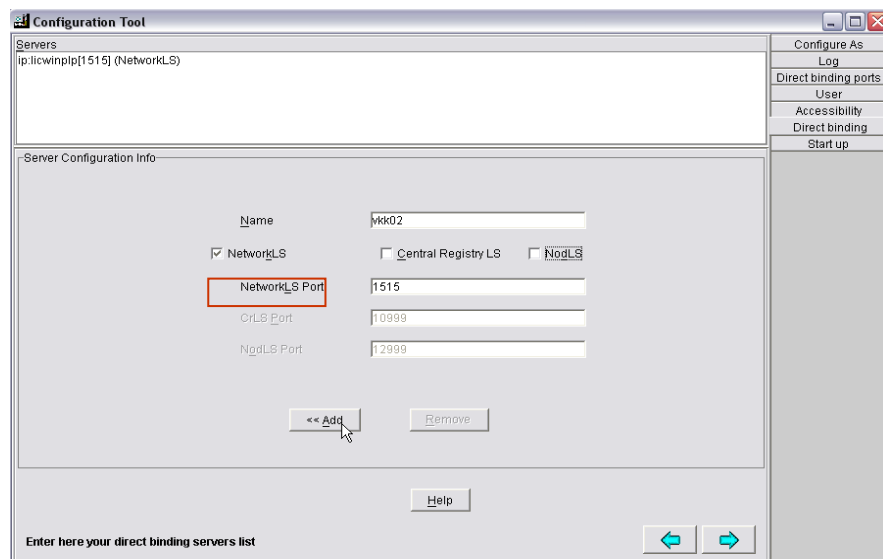 Configuration Tool
Servers
ip:licwinplp[1515] (NetworkLS)
Configure As
Log
Direct binding ports
User
Accessibility
Direct binding
Start up
Server Configuration Info
Name vkk02
NetworkLS Central Registry LS NodLS
NetworkLS Port 1515
CrLS Port 10999
NodLS Port 12999
<< Add Remove
Help
Enter here your direct binding servers list